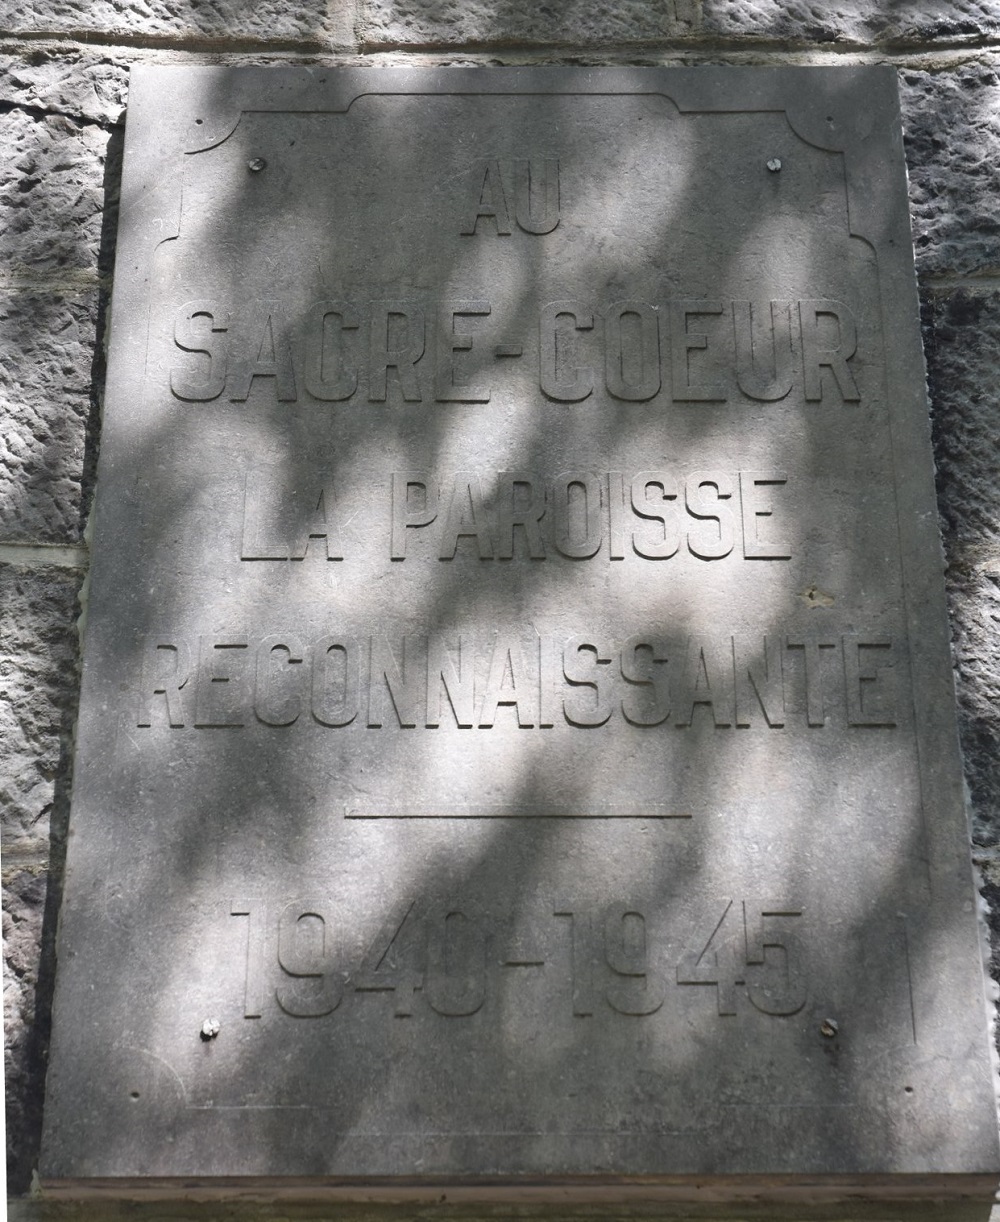 AU
SACRE-COEUR
LA PAROISSE
RECONNAISSANTE
1940-1945